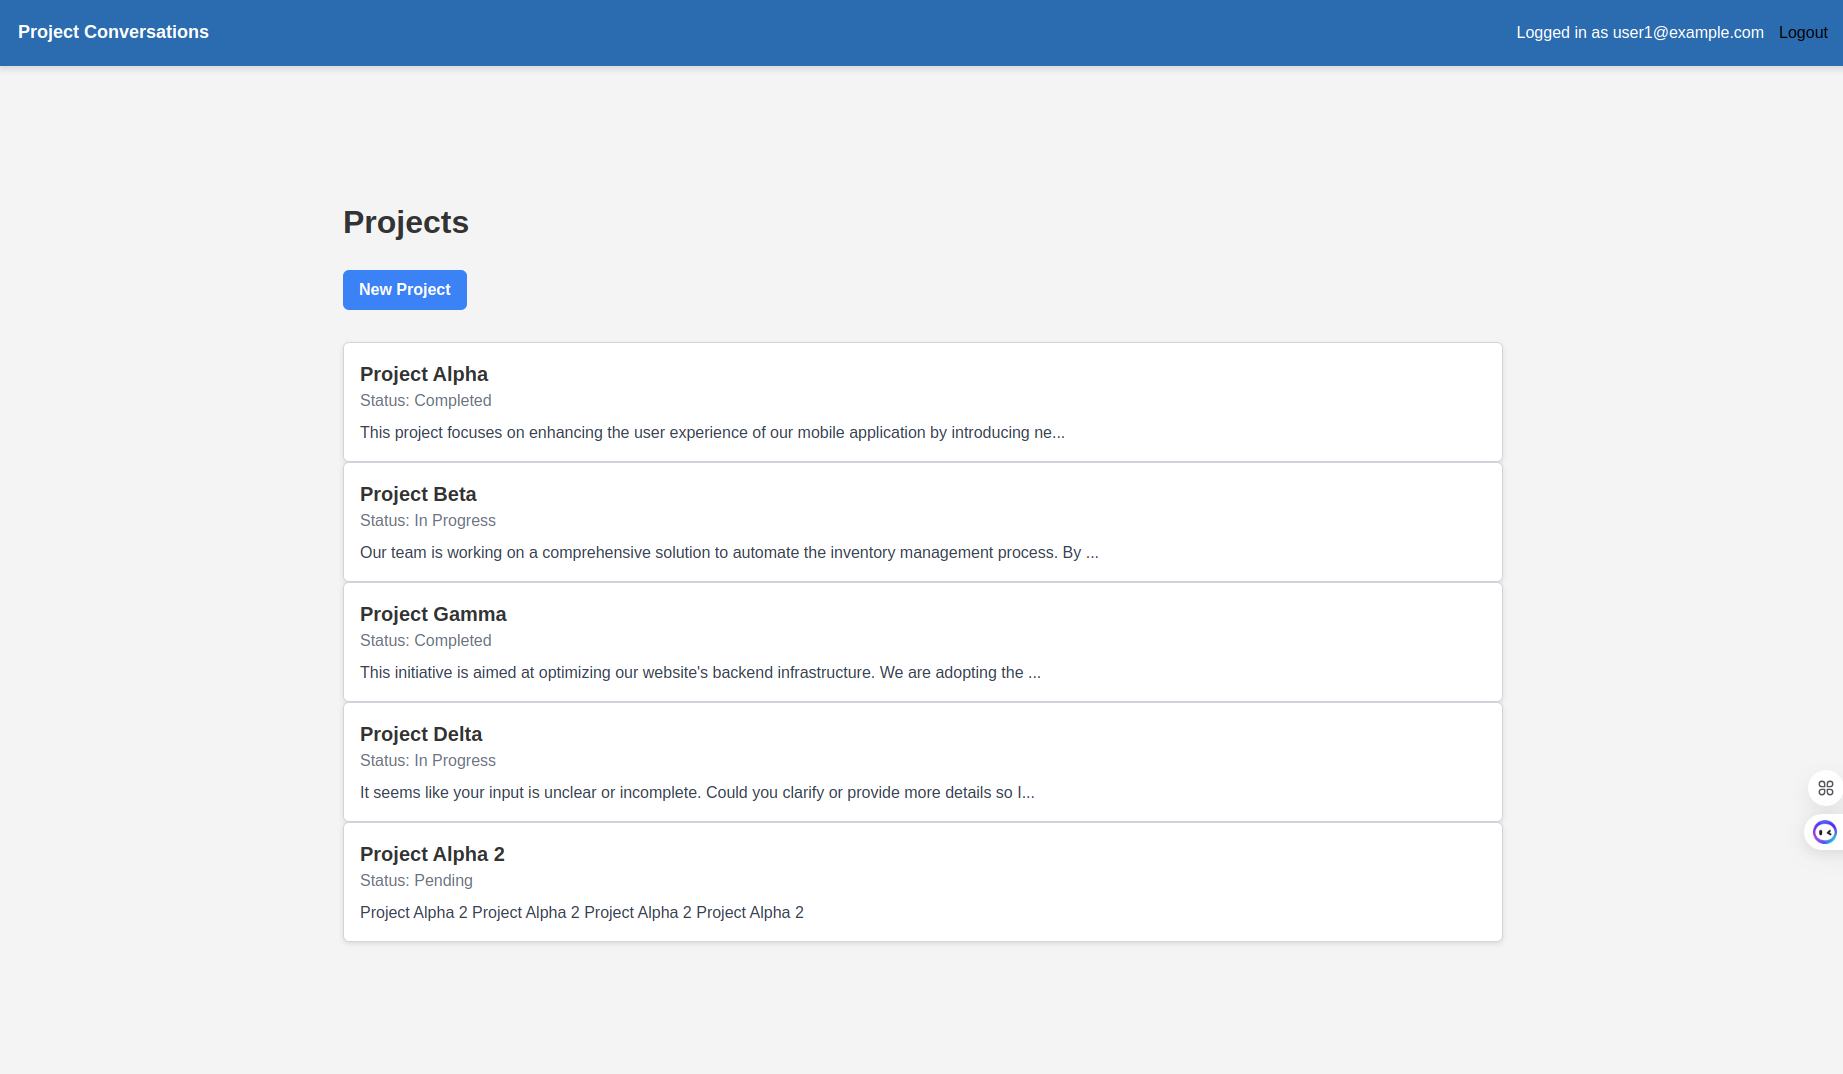 Project Conversations
Logged in as user1@example.com Logout
Projects
New Project
Project Alpha
Status: Completed
This project focuses on enhancing the user experience of our mobile application by introducing ne...
Project Beta
Status: In Progress
Our team is working on a comprehensive solution to automate the inventory management process. By ...
Project Gamma
Status: Completed
This initiative is aimed at optimizing our website's backend infrastructure. We are adopting the ...
Project Delta
Status: In Progress
It seems like your input is unclear or incomplete. Could you clarify or provide more details so I...
Project Alpha 2
Status: Pending
Project Alpha 2 Project Alpha 2 Project Alpha 2 Project Alpha 2